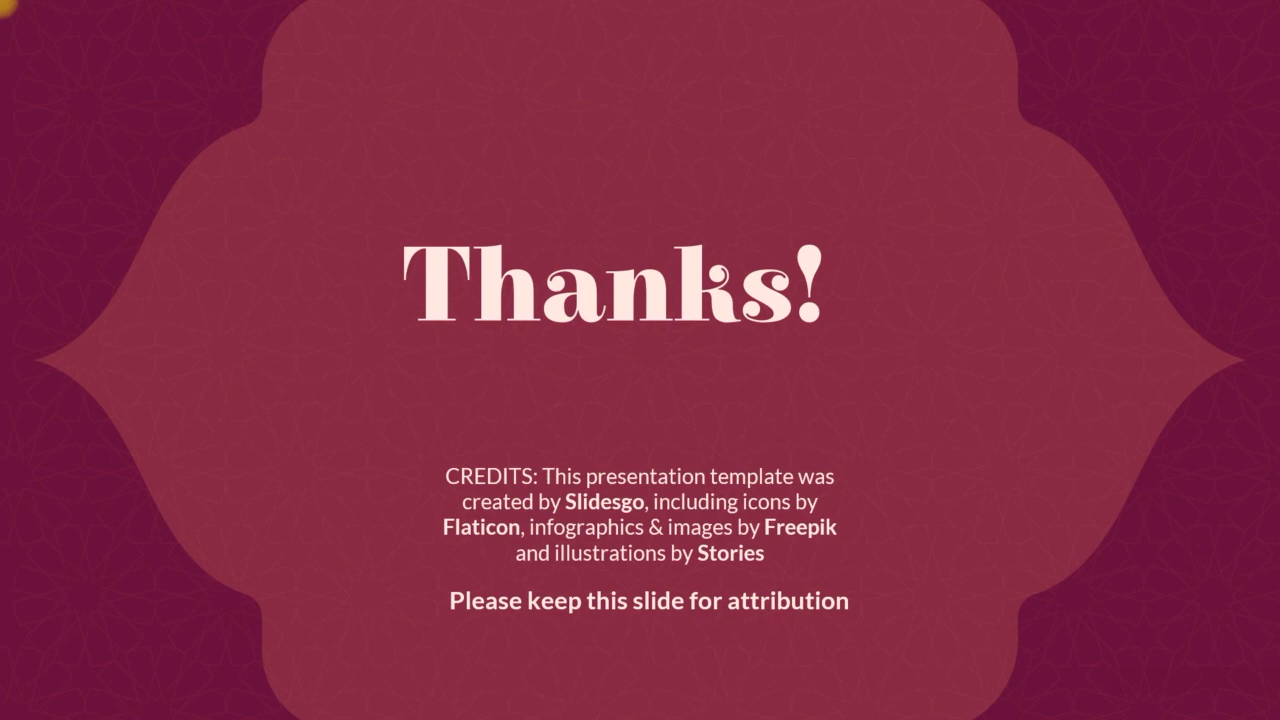 Thanks!
CREDITS: This presentation template was
created by Slidesgo, including icons by
Flaticon, infographics & images by Freepik
and illustrations by Stories
Please keep this slide for attribution